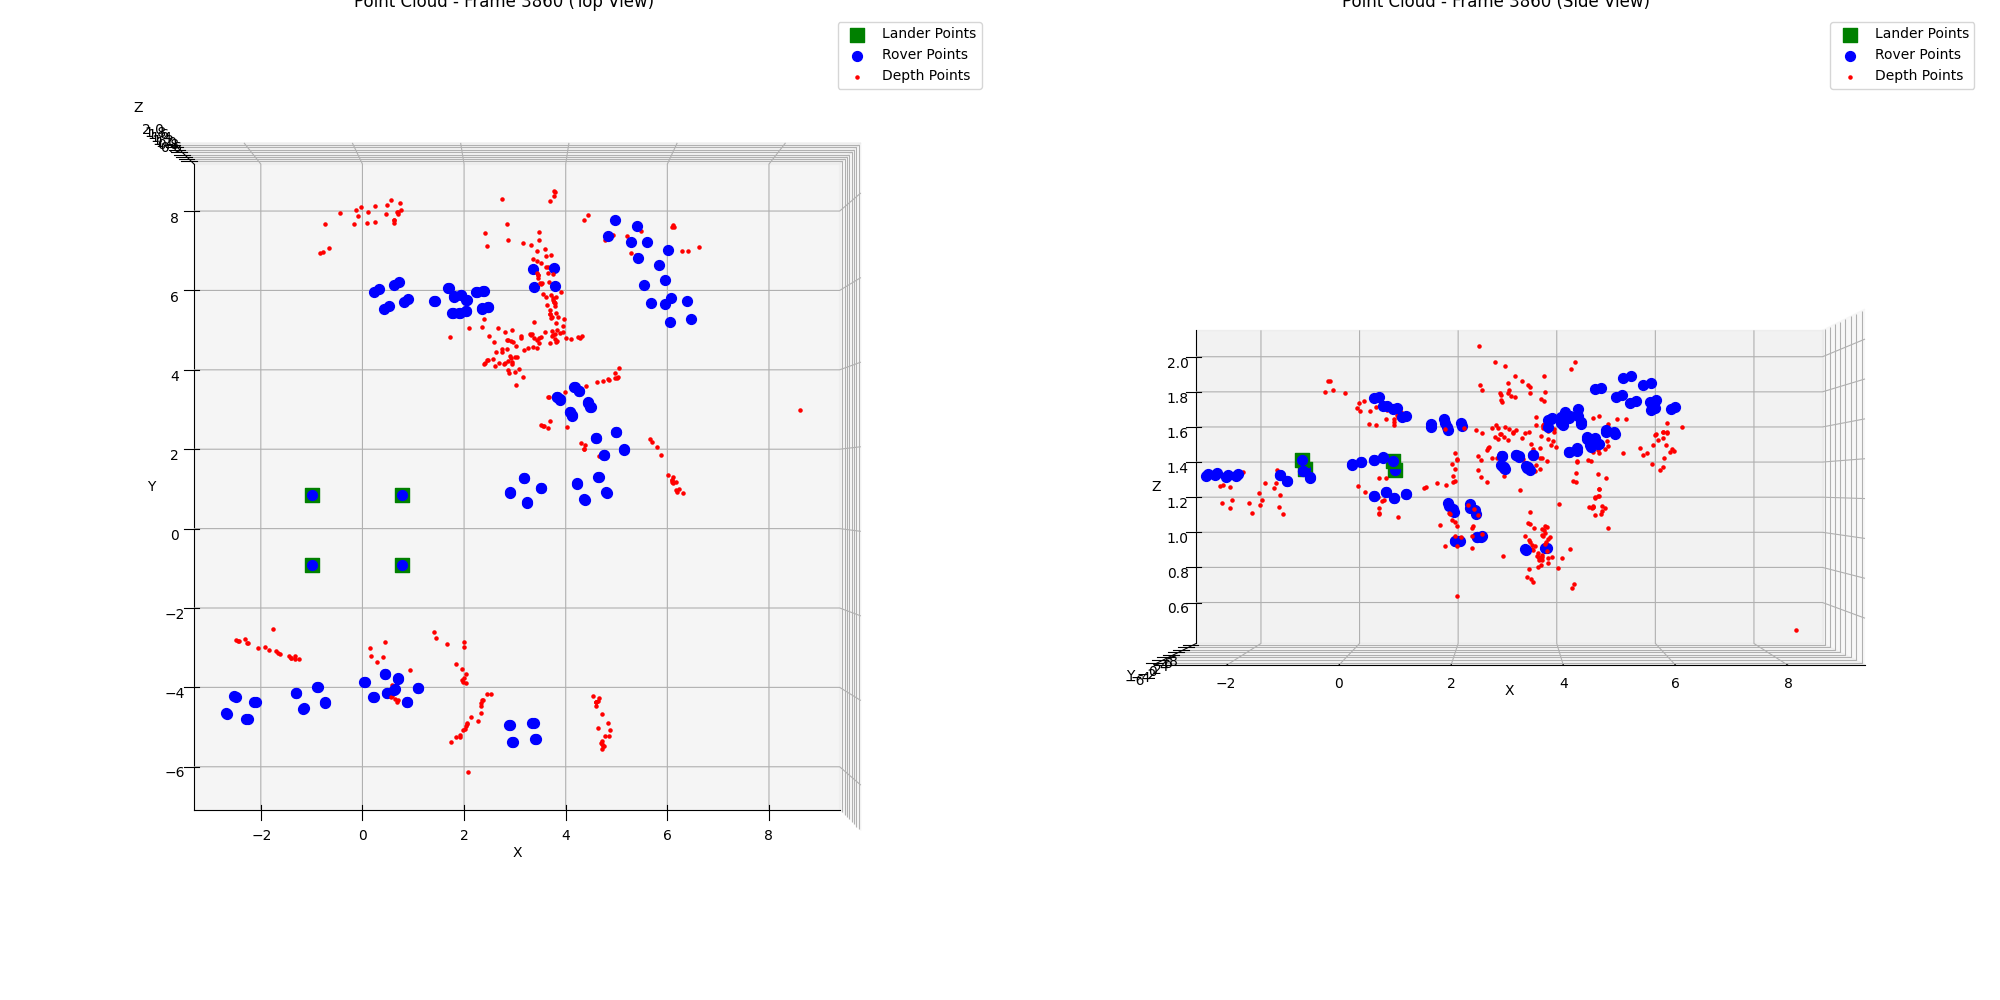 Point Cloud - Frame 3860 (Top View)
Lander Points
Rover Points
Depth Points
Z
2.0
8
6
4
2
0
−2
−4
−6
Y
−2
0
2
4
6
8
X
Point Cloud - Frame 3860 (Side View)
Lander Points
Rover Points
Depth Points
2.0
1.8
1.6
1.4
1.2
1.0
0.8
0.6
Z
Y
−2
0
2
4
6
8
X